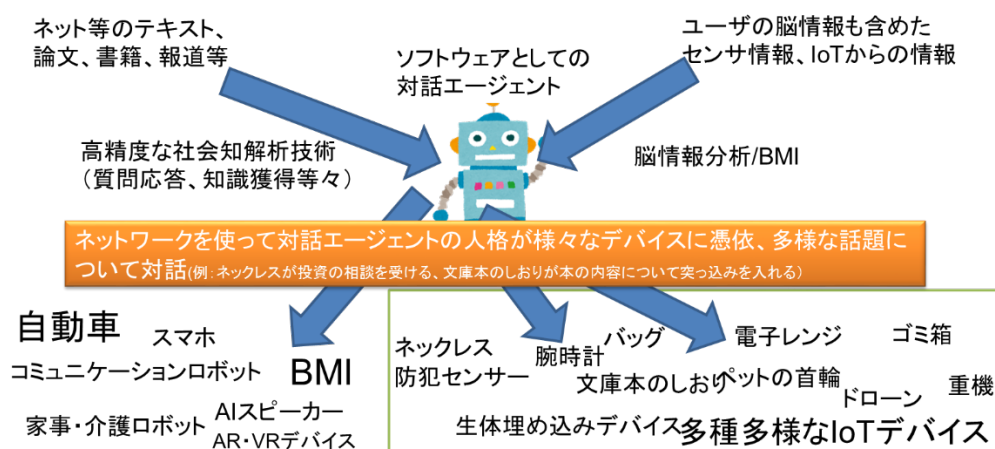 ネット等のテキスト、
論文、書籍、報道等
ソフトウェアとしての
対話エージェント
ユーザの脳情報も含めた
センサ情報、IoTからの情報
高精度な社会知解析技術
（質問応答、知識獲得等々）
脳情報分析/BMI
ネットワークを使って対話エージェントの人格が様々なデバイスに憑依、多様な話題に
ついて対話(例：ネックレスが投資の相談を受ける、文庫本のしおりが本の内容について突っ込みを入れる）
自動車
スマホ
コミュニケーションロボット
BMI
家事・介護ロボット
AIスピーカー
AR・VRデバイス
ネックレス
防犯センサー
腕時計
バッグ
文庫本のしおり
電子レンジ
ペットの首輪
ゴミ箱
ドローン
重機
生体埋め込みデバイス
多種多様なIoTデバイス